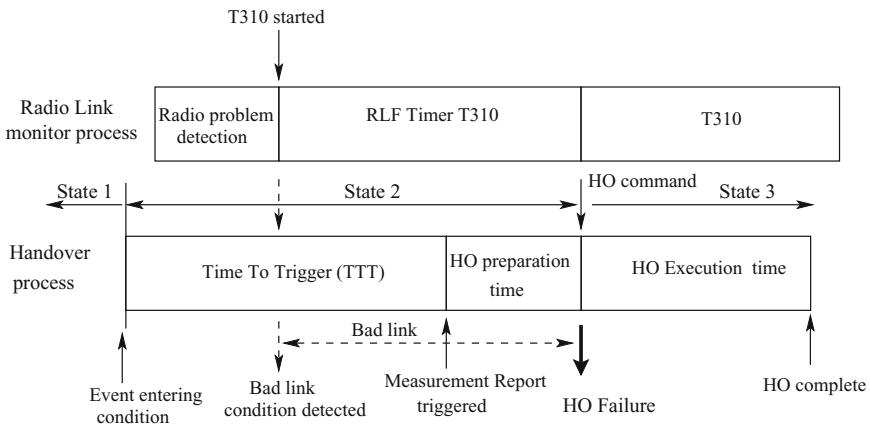 T310 started
Radio Link
monitor process
Radio problem
detection
RLF Timer T310
T310
State 1
State 2
HO command
State 3
Handover
process
Time To Trigger (TTT)
HO preparation
time
HO Execution time
Bad link
Event entering
condition
Bad link
condition detected
Measurement Report
triggered
HO Failure
HO complete